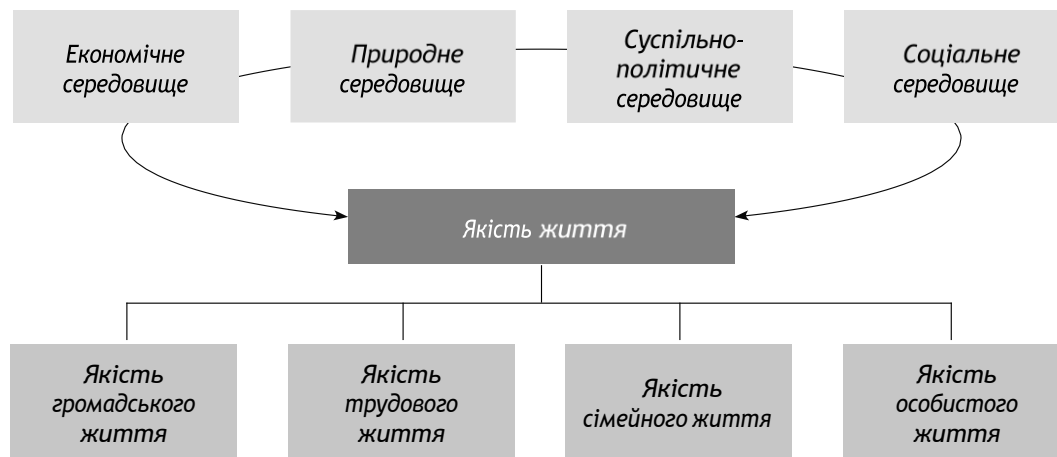 Економічне
середовище
Природне
середовище
Суспільно-
політичне
середовище
Соціальне
середовище
Якість життя
Якість
громадського
життя
Якість
трудового
життя
Якість
сімейного життя
Якість
особистого
життя